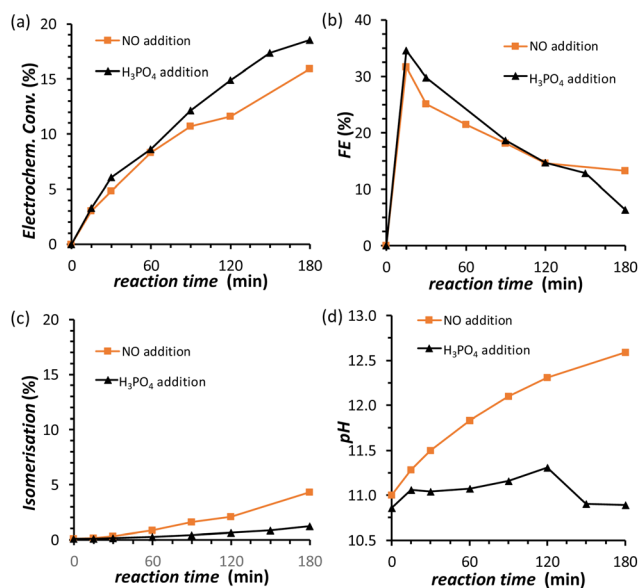 (a)
20
15
10
5
0
Electrochem. Conv. (%)
NO addition
H₃PO₄ addition
0 60 120 180
reaction time (min)
(b)
40
30
20
10
0
FE (%)
NO addition
H₃PO₄ addition
0 60 120 180
reaction time (min)
(c)
20
15
10
5
0
Isomerisation (%)
NO addition
H₃PO₄ addition
0 30 60 90 120 150 180
reaction time (min)
(d)
13.0
12.5
12.0
11.5
11.0
10.5
pH
NO addition
H₃PO₄ addition
0 60 120 180
reaction time (min)